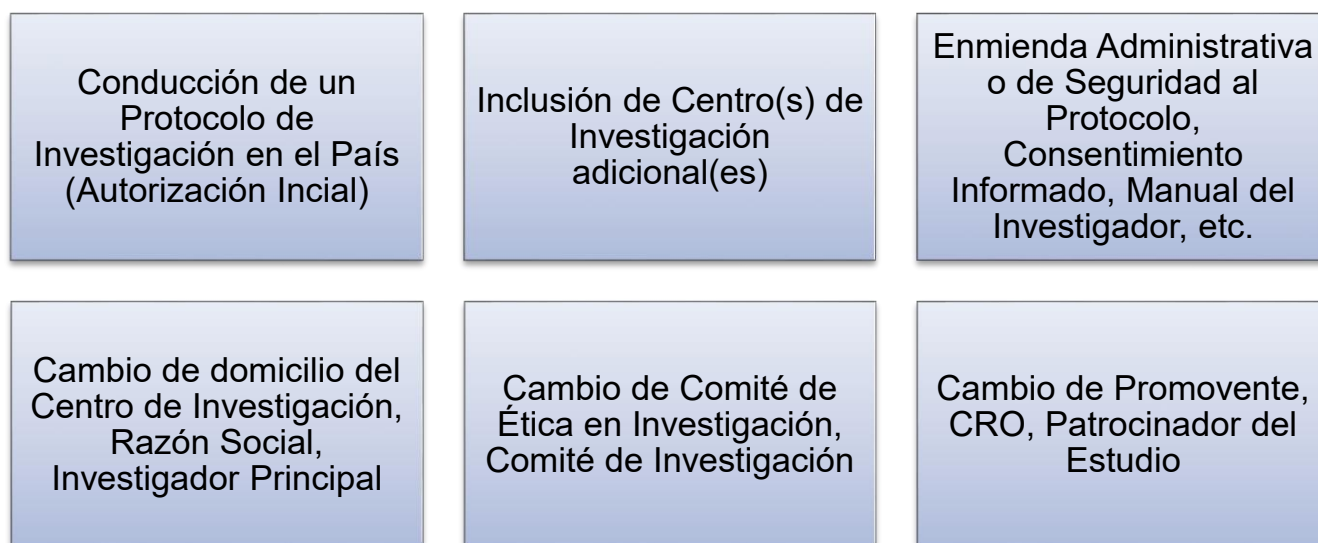 Conducción de un
Protocolo de
Investigación en el País
(Autorización Incial)
Inclusión de Centro(s) de
Investigación
adicional(es)
Enmienda Administrativa
o de Seguridad al
Protocolo,
Consentimiento
Informado, Manual del
Investigador, etc.
Cambio de domicilio del
Centro de Investigación,
Razón Social,
Investigador Principal
Cambio de Comité de
Ética en Investigación,
Comité de Investigación
Cambio de Promovente,
CRO, Patrocinador del
Estudio